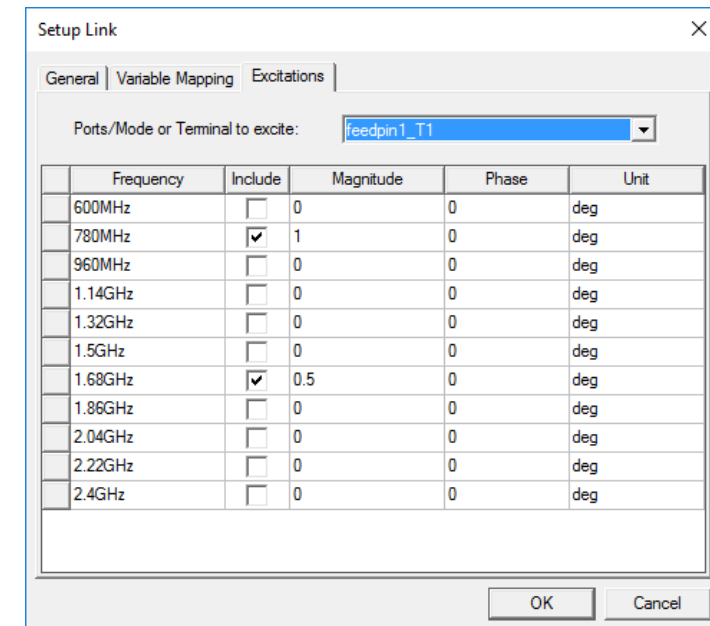 Setup Link
General Variable Mapping Excitations
Ports/Mode or Terminal to excite: feedpin1_T1
Frequency Include Magnitude Phase Unit
600MHz 0 0 deg
780MHz 1 0 deg
960MHz 0 0 deg
1.14GHz 0 0 deg
1.32GHz 0 0 deg
1.5GHz 0 0 deg
1.68GHz 0.5 0 deg
1.86GHz 0 0 deg
2.04GHz 0 0 deg
2.22GHz 0 0 deg
2.4GHz 0 0 deg
OK Cancel